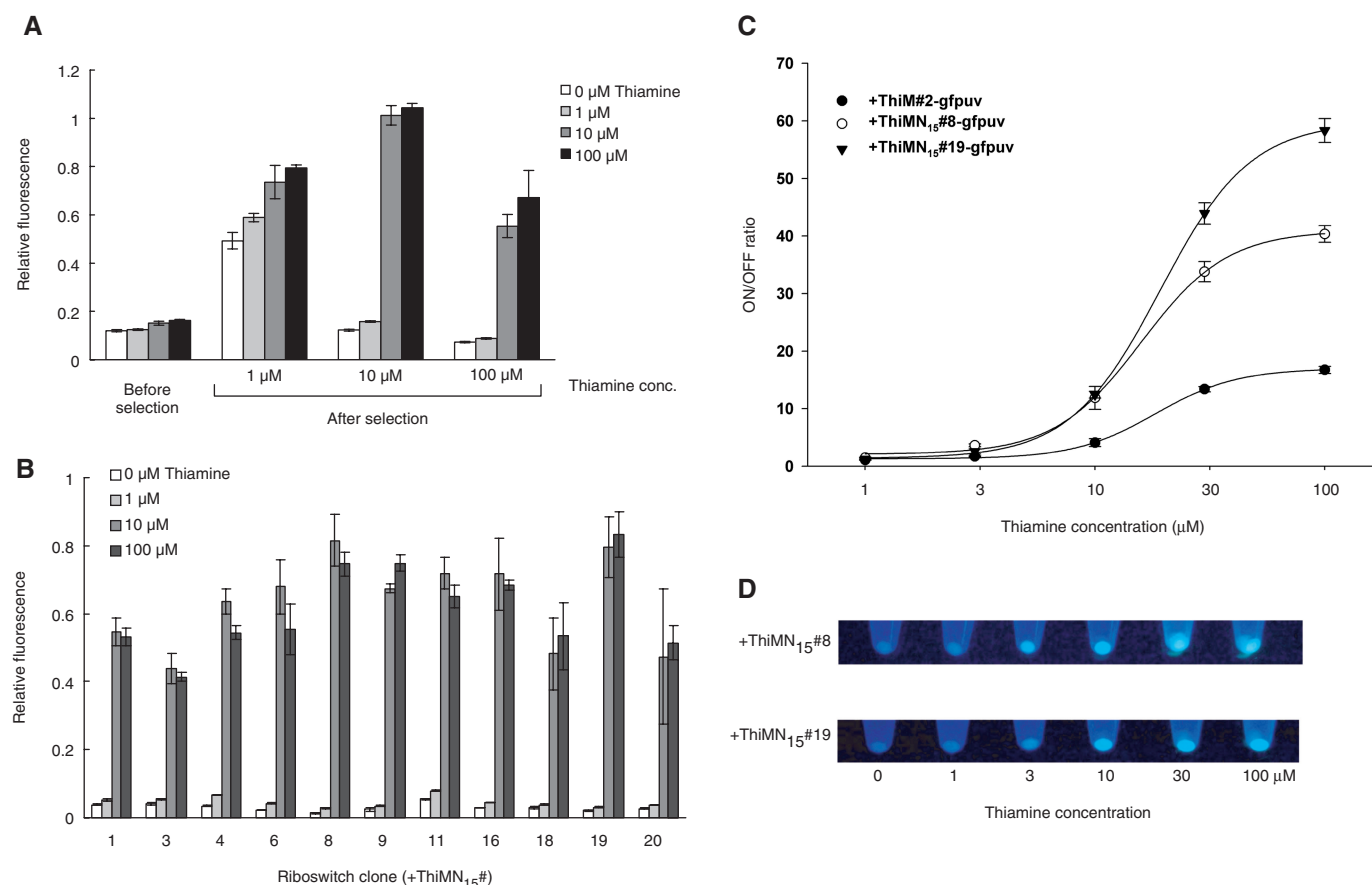 A
1.2
1
0.8
0.6
0.4
0.2
0
Relative fluorescence
0 μM Thiamine
1 μM
10 μM
100 μM
Before
selection
1 μM
10 μM
100 μM
Thiamine conc.
After selection
B
1
0.8
0.6
0.4
0.2
0
Relative fluorescence
0 μM Thiamine
1 μM
10 μM
100 μM
1 3 4 6 8 9 11 16 18 19 20
Riboswitch clone (+ThiMN15#)
C
70
60
50
40
30
20
10
0
ON/OFF ratio
+ThiM#2-gfpuv
+ThiMN15#8-gfpuv
+ThiMN15#19-gfpuv
1 3 10 30 100
Thiamine concentration (μM)
D
+ThiMN15#8
+ThiMN15#19
0 1 3 10 30 100 μM
Thiamine concentration